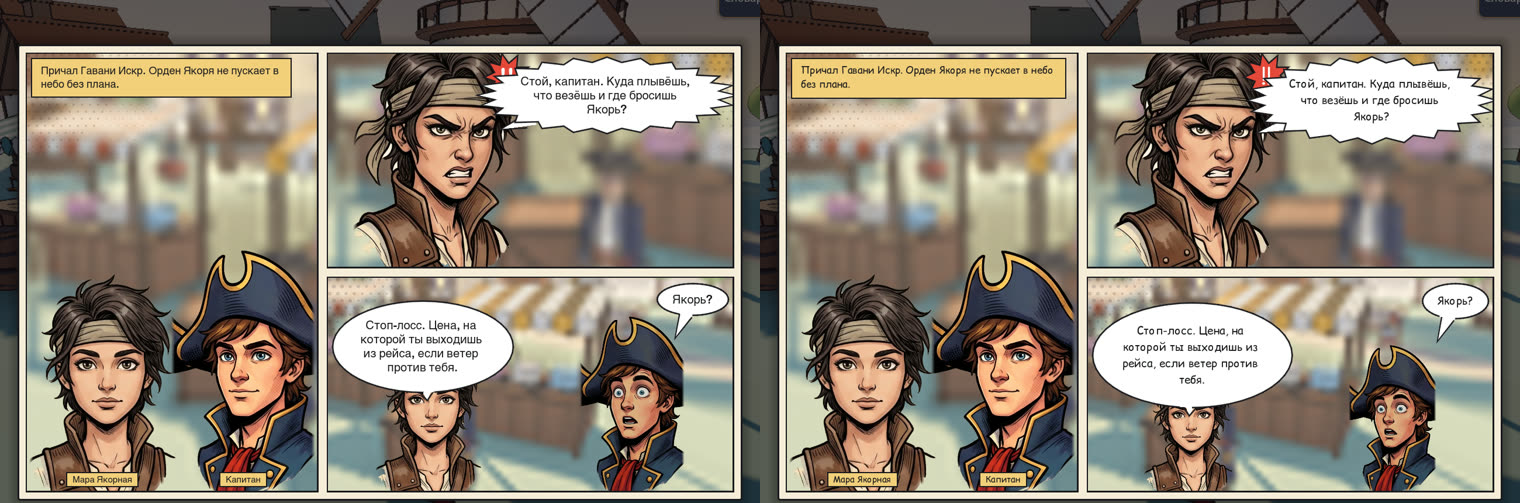 Причал Гавани Искр. Орден Якоря не пускает в
небо без плана.
!!
Стой, капитан. Куда плывёшь,
что везёшь и где бросишь
Якорь?
Мара Якорная
Капитан
Стоп-лосс. Цена, на
которой ты выходишь
из рейса, если ветер
против тебя.
Якорь?
Причал Гавани Искр. Орден Якоря не пускает в небо
без плана.
!!
Стой, капитан. Куда плывёшь,
что везёшь и где бросишь
Якорь?
Мара Якорная
Капитан
Стоп-лосс. Цена, на
которой ты выходишь из
рейса, если ветер против
тебя.
Якорь?